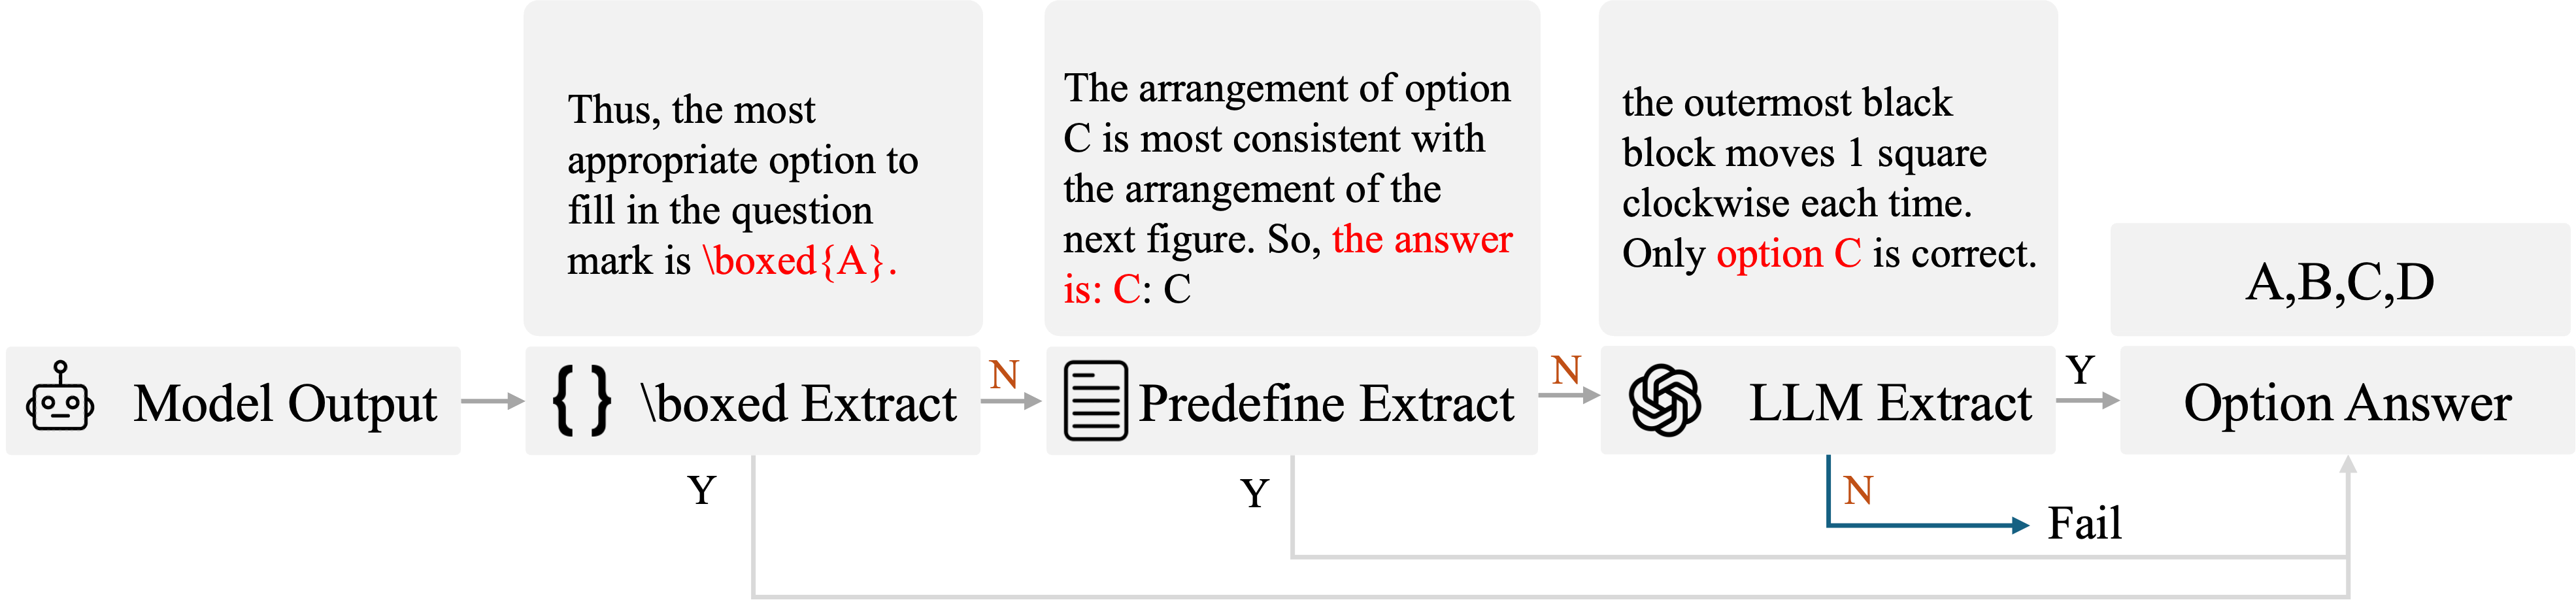 Thus, the most
appropriate option to
fill in the question
mark is \boxed{A}.
The arrangement of option
C is most consistent with
the arrangement of the
next figure. So, the answer
is: C: C
the outermost black
block moves 1 square
clockwise each time.
Only option C is correct.
A,B,C,D
Model Output
{ } \boxed Extract
N
Predefine Extract
N
LLM Extract
Y
Option Answer
Y
Y
N
Fail